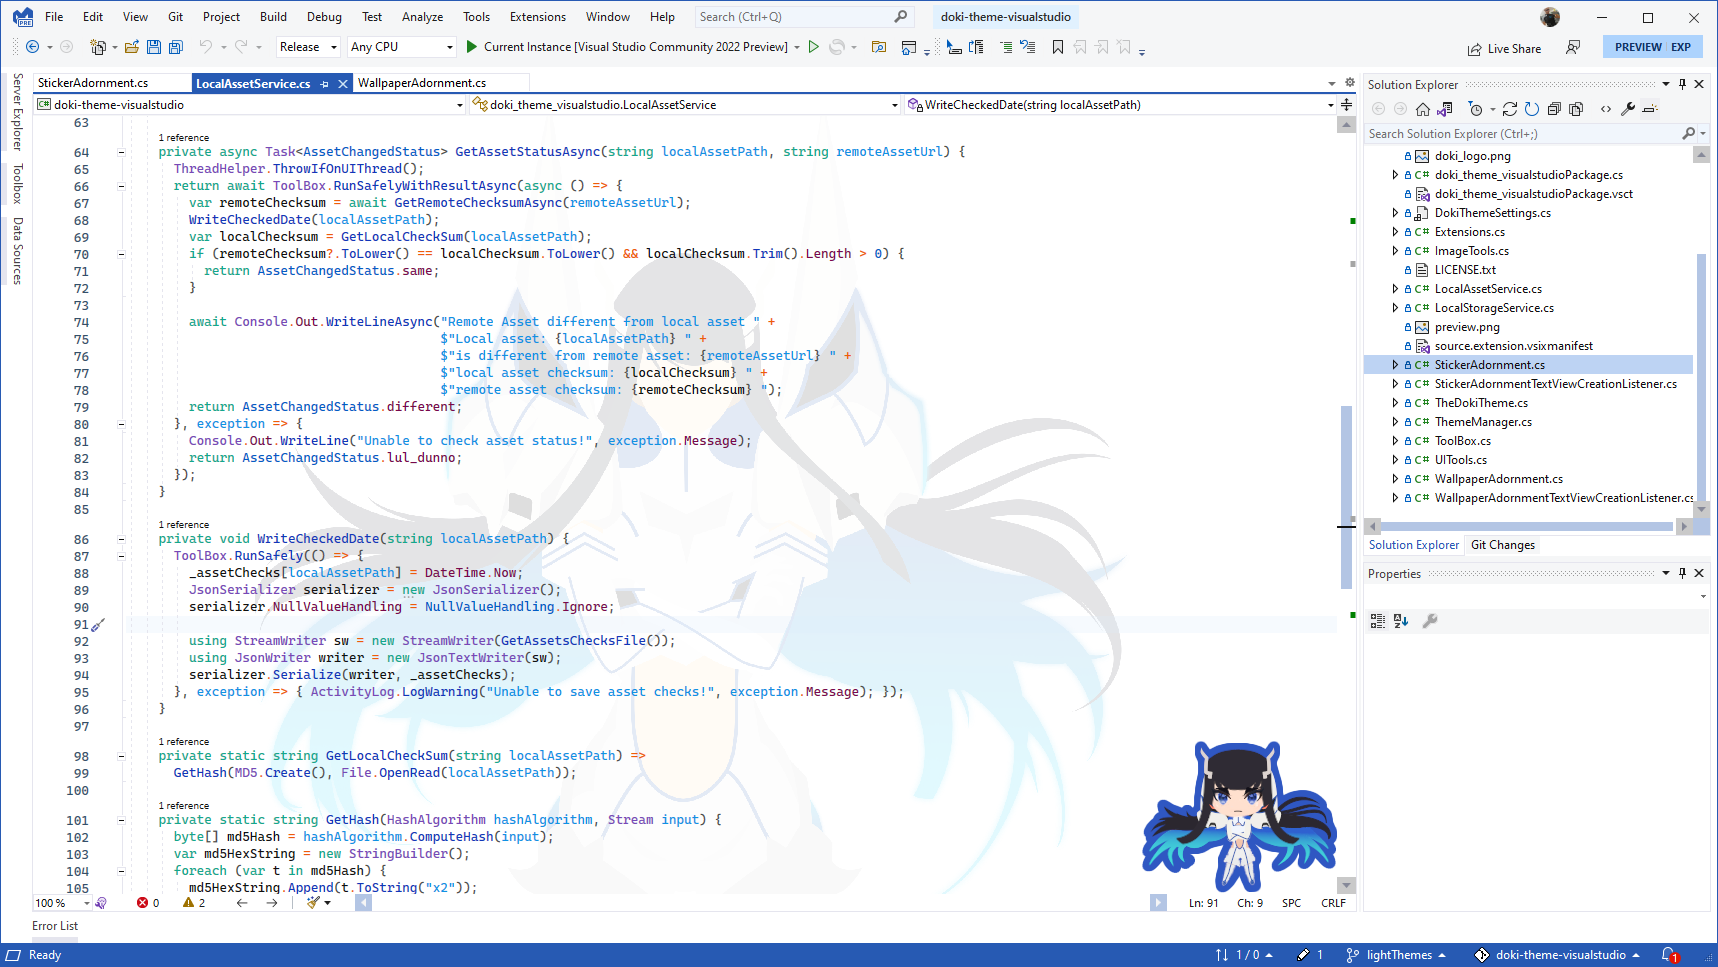 File Edit View Git Project Build Debug Test Analyze Tools Extensions Window Help Search (Ctrl+Q) doki-theme-visualstudio
Release Any CPU Current Instance [Visual Studio Community 2022 Preview] Live Share PREVIEW EXP
Server Explorer
Toolbox
Data Sources
StickerAdornment.cs LocalAssetService.cs WallpaperAdornment.cs
doki-theme-visualstudio doki_theme_visualstudio.LocalAssetService WriteCheckedDate(string localAssetPath)
63
1 reference
64 private async Task<AssetChangedStatus> GetAssetStatusAsync(string localAssetPath, string remoteAssetUrl) {
65 ThreadHelper.ThrowIfOnUIThread();
66 return await ToolBox.RunSafelyWithResultAsync(async () => {
67 var remoteChecksum = await GetRemoteChecksumAsync(remoteAssetUrl);
68 WriteCheckedDate(localAssetPath);
69 var localChecksum = GetLocalCheckSum(localAssetPath);
70 if (remoteChecksum?.ToLower() == localChecksum.ToLower() && localChecksum.Trim().Length > 0) {
71 return AssetChangedStatus.same;
72 }
73
74 await Console.Out.WriteLineAsync("Remote Asset different from local asset " +
75 $"Local asset: {localAssetPath} " +
76 $"is different from remote asset: {remoteAssetUrl} " +
77 $"local asset checksum: {localChecksum} " +
78 $"remote asset checksum: {remoteChecksum} ");
79 return AssetChangedStatus.different;
80 }, exception => {
81 Console.Out.WriteLine("Unable to check asset status!", exception.Message);
82 return AssetChangedStatus.lul_dunno;
83 });
84 }
85
1 reference
86 private void WriteCheckedDate(string localAssetPath) {
87 ToolBox.RunSafely(() => {
88 _assetChecks[localAssetPath] = DateTime.Now;
89 JsonSerializer serializer = new JsonSerializer();
90 serializer.NullValueHandling = NullValueHandling.Ignore;
91
92 using StreamWriter sw = new StreamWriter(GetAssetsChecksFile());
93 using JsonWriter writer = new JsonTextWriter(sw);
94 serializer.Serialize(writer, _assetChecks);
95 }, exception => { ActivityLog.LogWarning("Unable to save asset checks!", exception.Message); });
96 }
97
1 reference
98 private static string GetLocalCheckSum(string localAssetPath) =>
99 GetHash(MD5.Create(), File.OpenRead(localAssetPath));
100
1 reference
101 private static string GetHash(HashAlgorithm hashAlgorithm, Stream input) {
102 byte[] md5Hash = hashAlgorithm.ComputeHash(input);
103 var md5HexString = new StringBuilder();
104 foreach (var t in md5Hash) {
105 md5HexString.Append(t.ToString("x2"));
100 % 0 2 Ln: 91 Ch: 9 SPC CRLF
Error List
Solution Explorer
Search Solution Explorer (Ctrl+;)
doki_logo.png
C# doki_theme_visualstudioPackage.cs
doki_theme_visualstudioPackage.vsct
DokiThemeSettings.cs
C# Extensions.cs
C# ImageTools.cs
LICENSE.txt
C# LocalAssetService.cs
C# LocalStorageService.cs
preview.png
source.extension.vsixmanifest
C# StickerAdornment.cs
C# StickerAdornmentTextViewCreationListener.cs
C# TheDokiTheme.cs
C# ThemeManager.cs
C# ToolBox.cs
C# UITools.cs
C# WallpaperAdornment.cs
C# WallpaperAdornmentTextViewCreationListener.cs
Solution Explorer Git Changes
Properties
Ready 1 / 0 1 lightThemes doki-theme-visualstudio 1